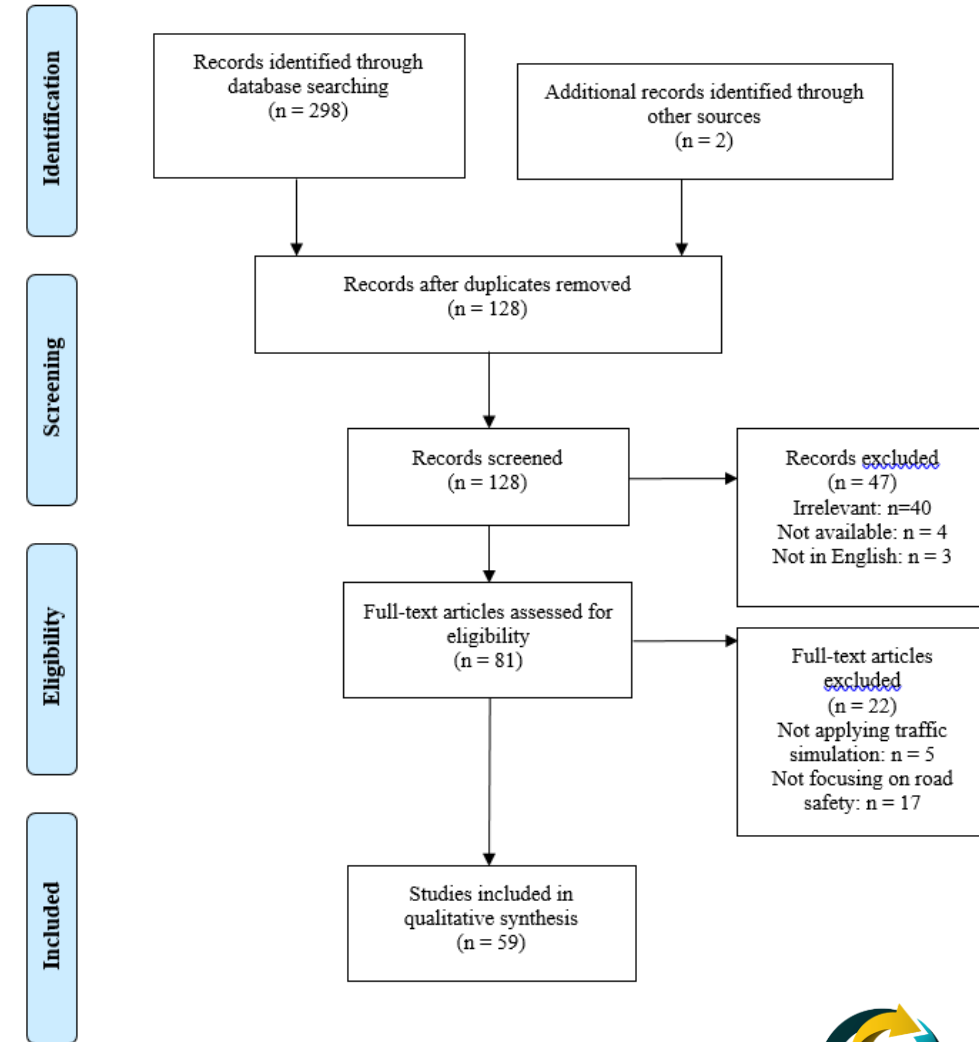 Identification
Records identified through
database searching
(n = 298)
Additional records identified through
other sources
(n = 2)
Records after duplicates removed
(n = 128)
Screening
Records screened
(n = 128)
Records excluded
(n = 47)
Irrelevant: n=40
Not available: n = 4
Not in English: n = 3
Eligibility
Full-text articles assessed for
eligibility
(n = 81)
Full-text articles
excluded
(n = 22)
Not applying traffic
simulation: n = 5
Not focusing on road
safety: n = 17
Included
Studies included in
qualitative synthesis
(n = 59)